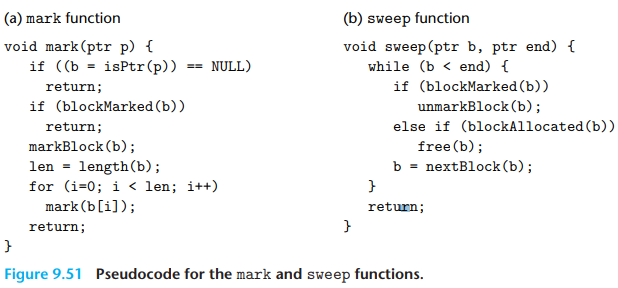 (a) mark function
void mark(ptr p) {
    if ((b = isPtr(p)) == NULL)
        return;
    if (blockMarked(b))
        return;
    markBlock(b);
    len = length(b);
    for (i=0; i < len; i++)
        mark(b[i]);
    return;
}
(b) sweep function
void sweep(ptr b, ptr end) {
    while (b < end) {
        if (blockMarked(b))
            unmarkBlock(b);
        else if (blockAllocated(b))
            free(b);
        b = nextBlock(b);
    }
    return;
}
Figure 9.51 Pseudocode for the mark and sweep functions.